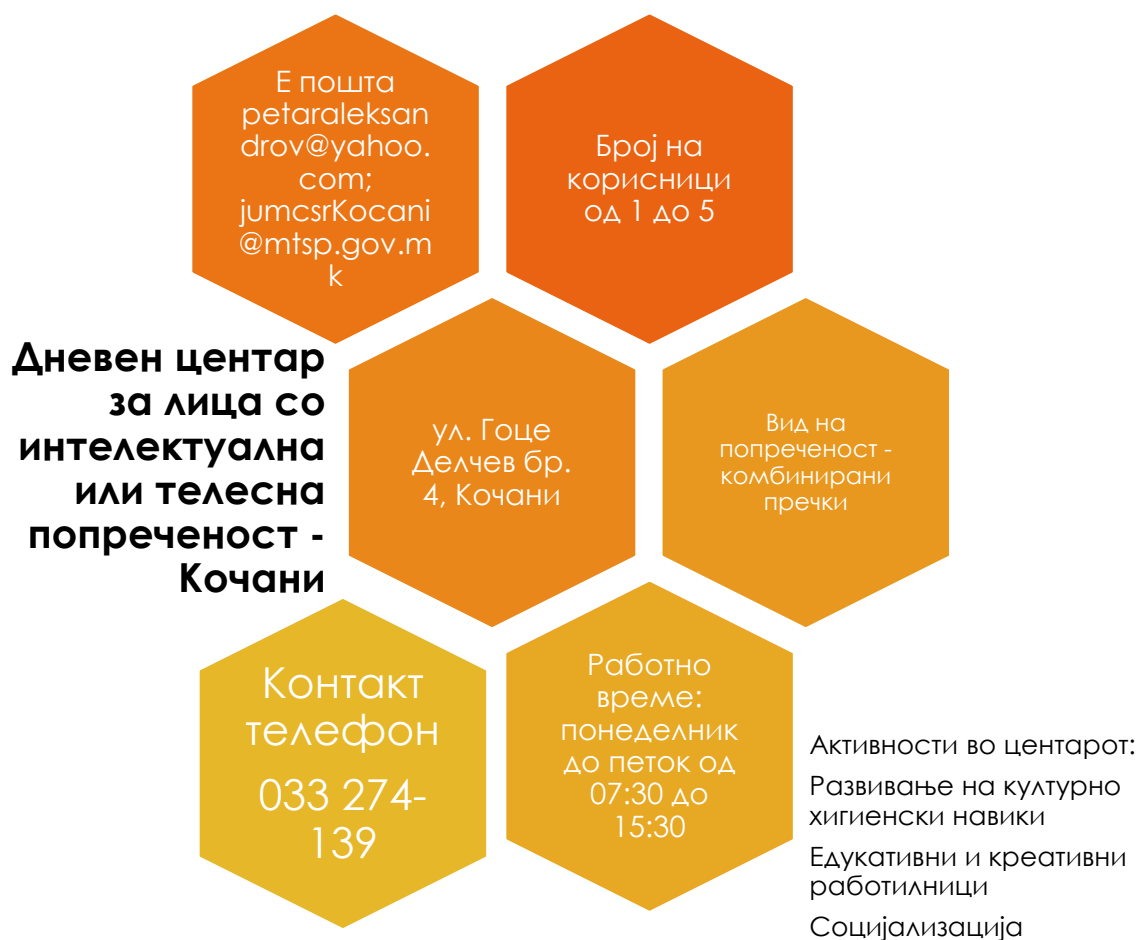 Е пошта
petaraleksan
drov@yahoo.
com;
jumcsrKocani
@mtsp.gov.m
k
Број на
корисници
од 1 до 5
Дневен центар
за лица со
интелектуална
или телесна
попреченост -
Кочани
ул. Гоце
Делчев бр.
4, Кочани
Вид на
попреченост -
комбинирани
пречки
Контакт
телефон
033 274-
139
Работно
време:
понеделник
до петок од
07:30 до
15:30
Активности во центарот:
Развивање на културно
хигиенски навики
Едукативни и креативни
работилници
Социјализација